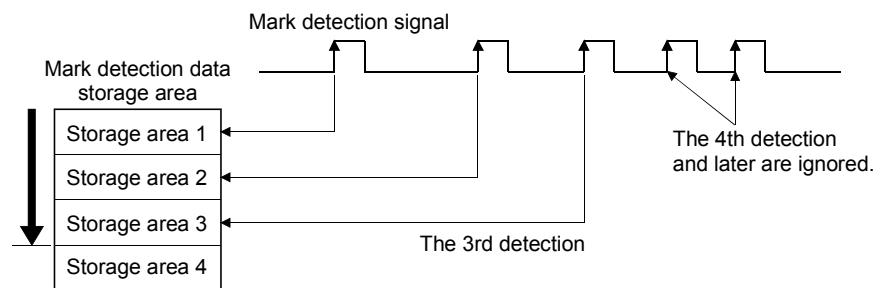 Mark detection signal
Mark detection data
storage area
Storage area 1
Storage area 2
Storage area 3
Storage area 4
The 3rd detection
The 4th detection
and later are ignored.